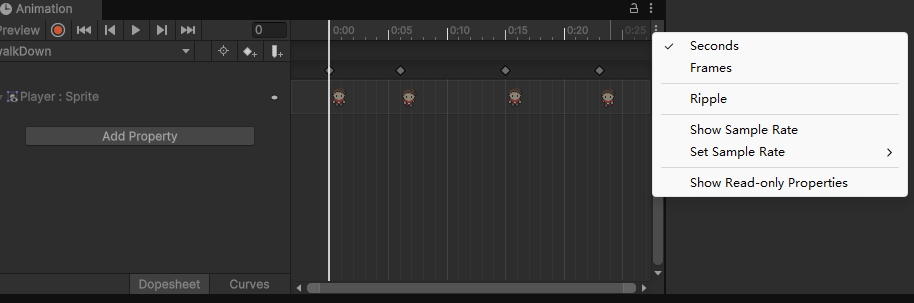 Animation
Preview
0
0:00
0:05
0:10
0:15
0:20
0:25
walkDown
Player : Sprite
Add Property
Dopesheet
Curves
Seconds
Frames
Ripple
Show Sample Rate
Set Sample Rate
Show Read-only Properties